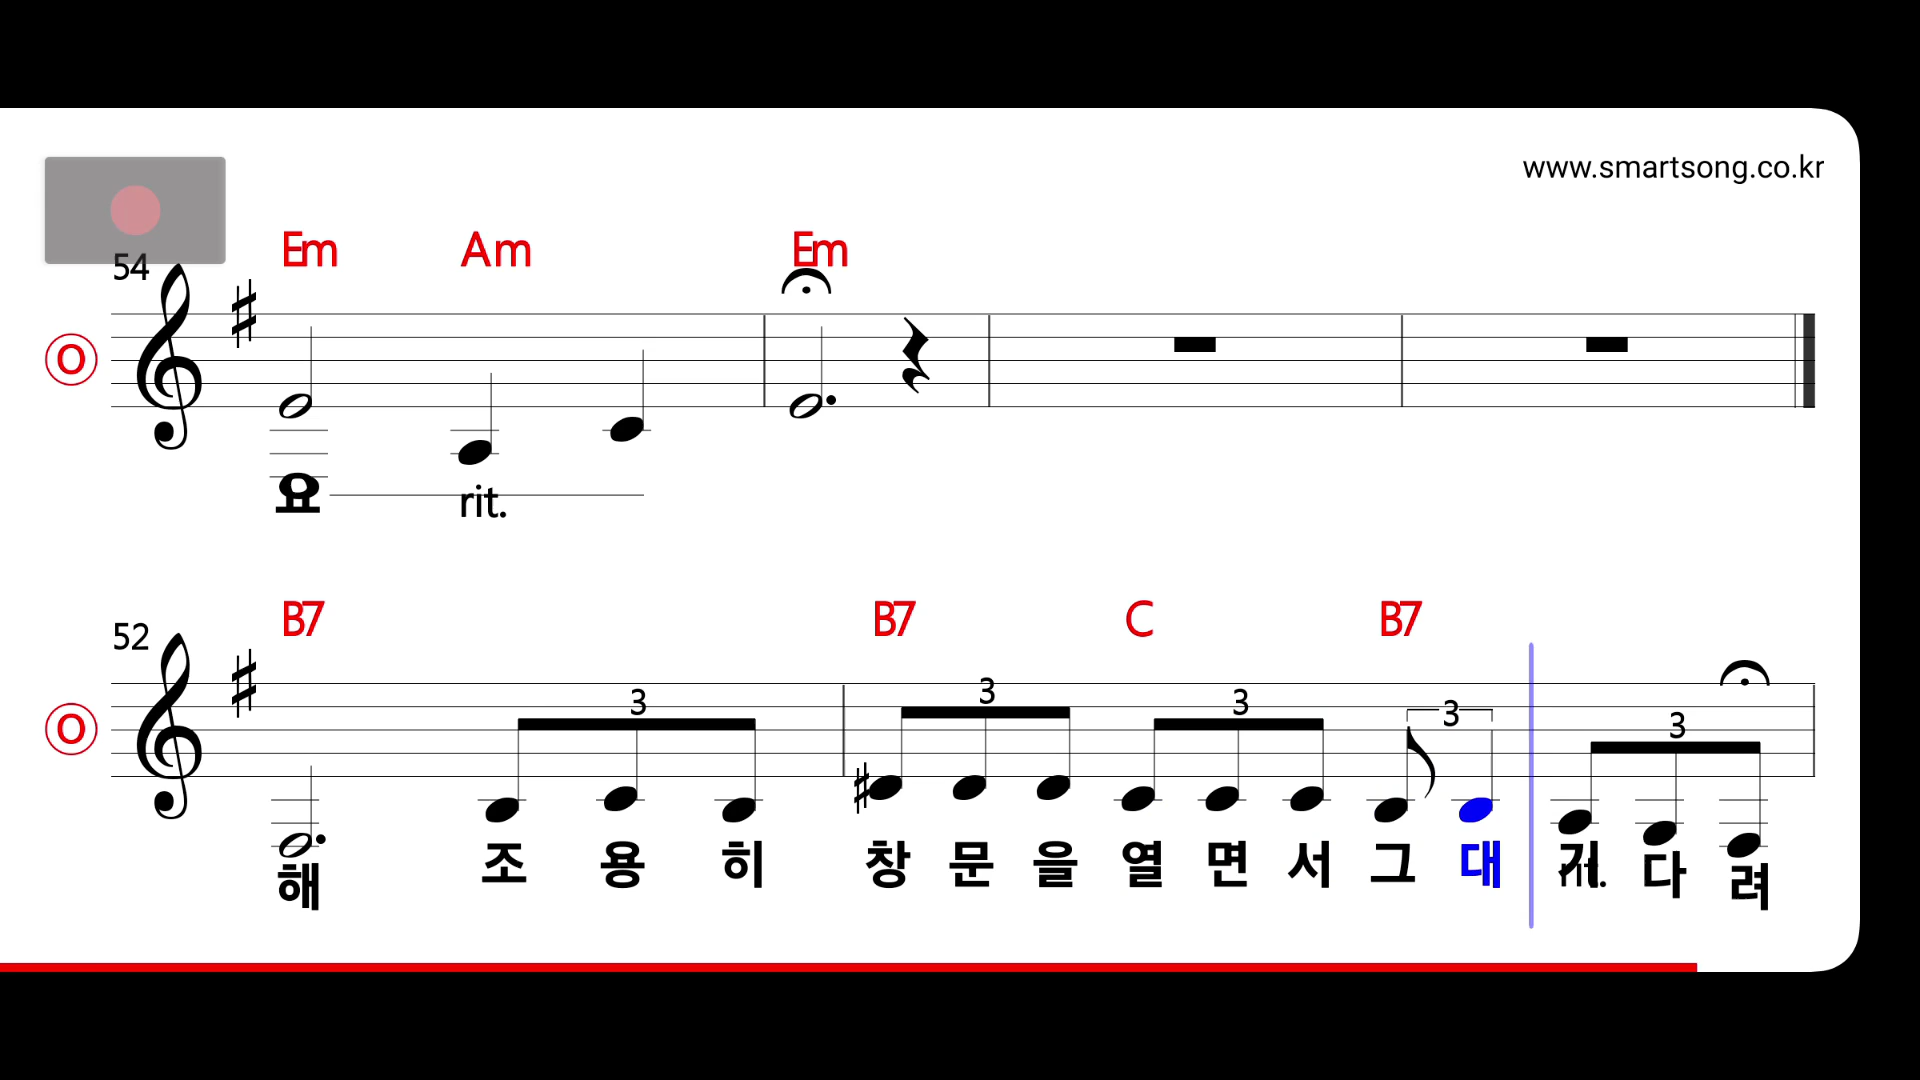 www.smartsong.co.kr
Em Am Em
54
O
요 rit.
B7 B7 C B7
52
3 3 3 3 3
O
해 조 용 히 창 문 을 열 면 서 그 대 다 려